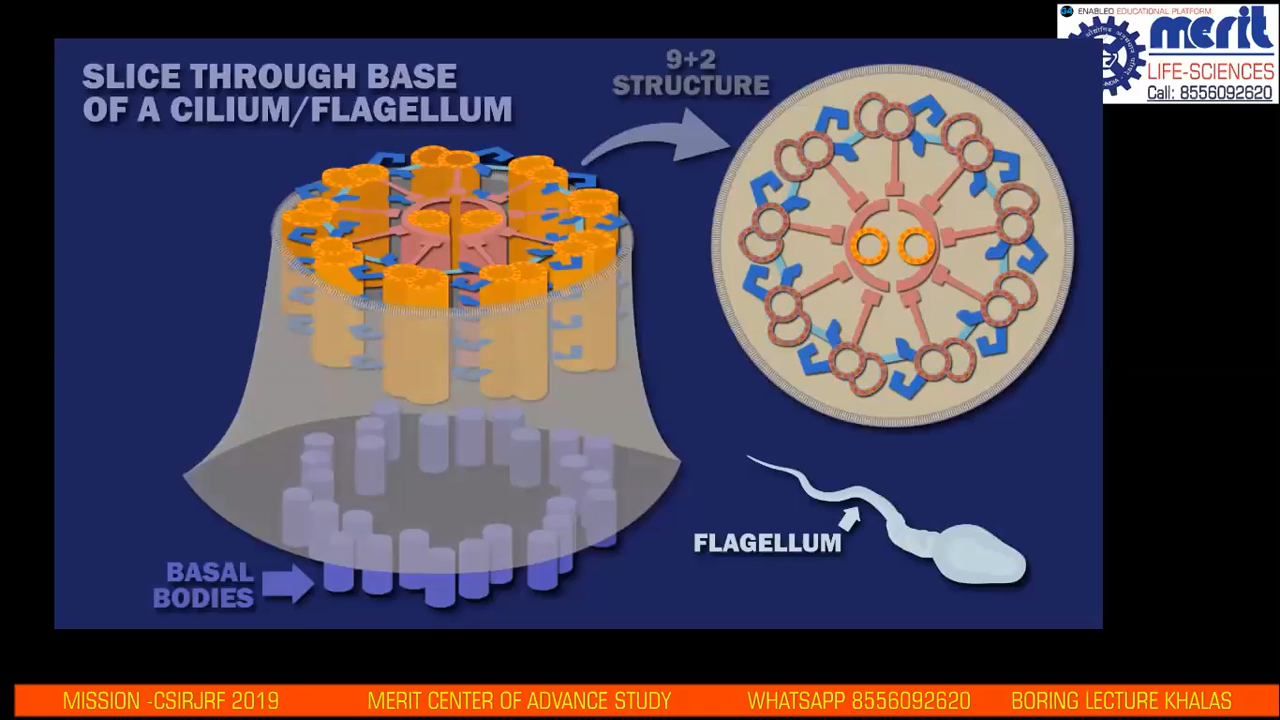 ENABLED EDUCATIONAL PLATFORM
merit
LIFE-SCIENCES
Call: 8556092620
SLICE THROUGH BASE
OF A CILIUM/FLAGELLUM
9+2
STRUCTURE
FLAGELLUM
BASAL
BODIES
MISSION -CSIRJRF 2019 MERIT CENTER OF ADVANCE STUDY WHATSAPP 8556092620 BORING LECTURE KHALAS